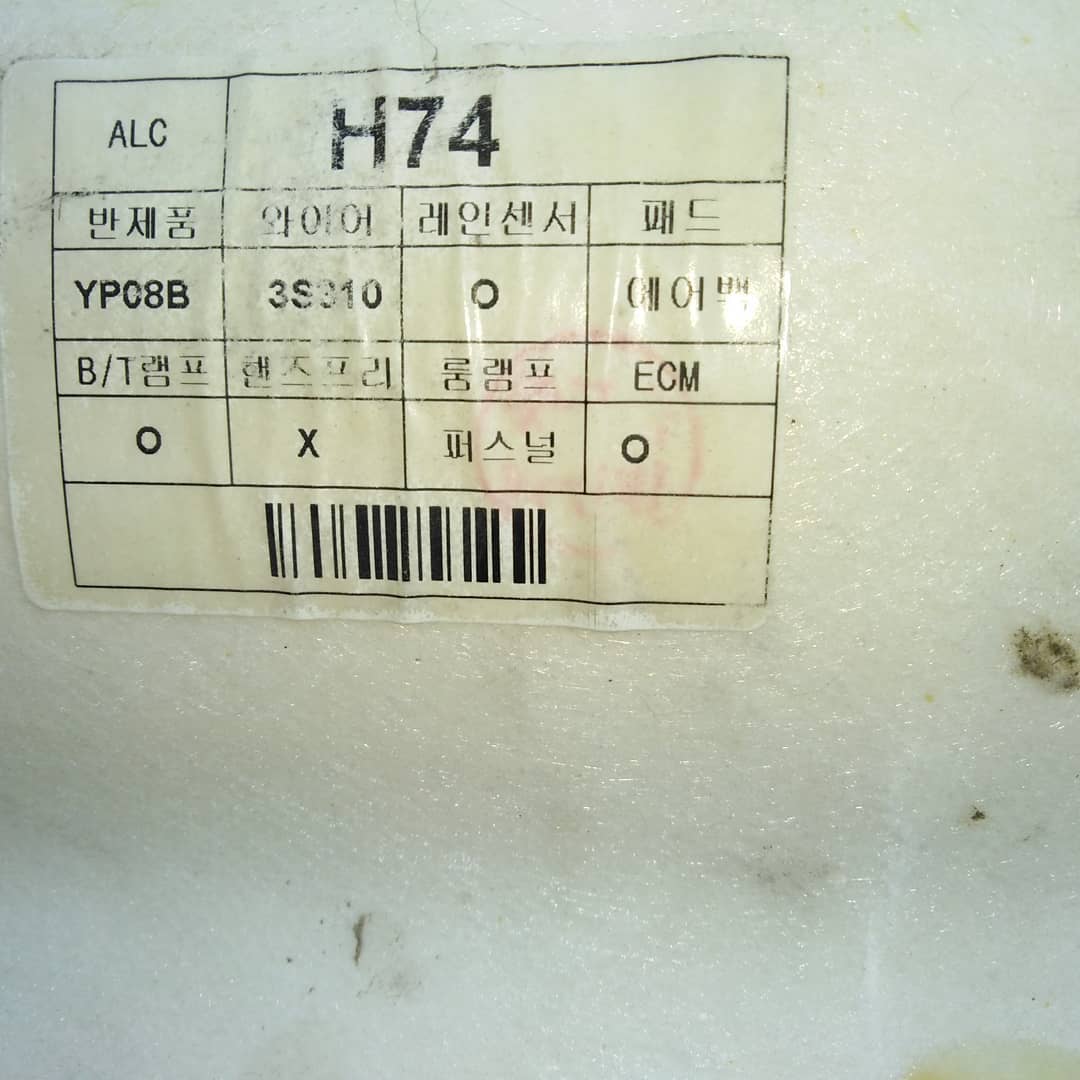 ALC H74
반제품 와이어 레인센서 패드
YP08B 3S310 O 에어백
B/T램프 핸즈프리 룸램프 ECM
O X 퍼스널 O